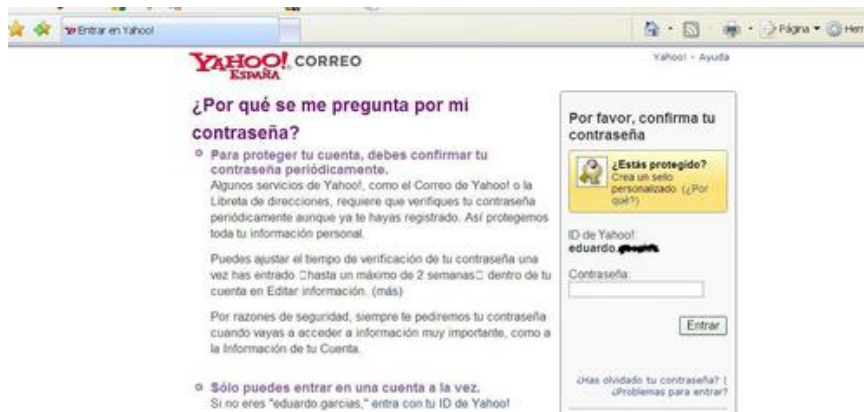 Entrar en Yahoo!
Página
Herr
YAHOO! CORREO
ESPAÑA
Yahoo! - Ayuda
¿Por qué se me pregunta por mi
contraseña?
Para proteger tu cuenta, debes confirmar tu
contraseña periódicamente.
Algunos servicios de Yahoo!, como el Correo de Yahoo! o la
Libreta de direcciones, requiere que verifiques tu contraseña
periódicamente aunque ya te hayas registrado. Así protegemos
toda tu información personal.
Puedes ajustar el tiempo de verificación de tu contraseña una
vez has entrado □hasta un máximo de 2 semanas□ dentro de tu
cuenta en Editar información. (más)
Por razones de seguridad, siempre te pediremos tu contraseña
cuando vayas a acceder a información muy importante, como a
la Información de tu Cuenta.
Sólo puedes entrar en una cuenta a la vez.
Si no eres "eduardo.garcias," entra con tu ID de Yahoo!
Por favor, confirma tu
contraseña
¿Estás protegido?
Crea un sello
personalizado. (¿Por
qué?)
ID de Yahoo!:
eduardo.
Contraseña:
Entrar
¿Has olvidado tu contraseña? |
¿Problemas para entrar?